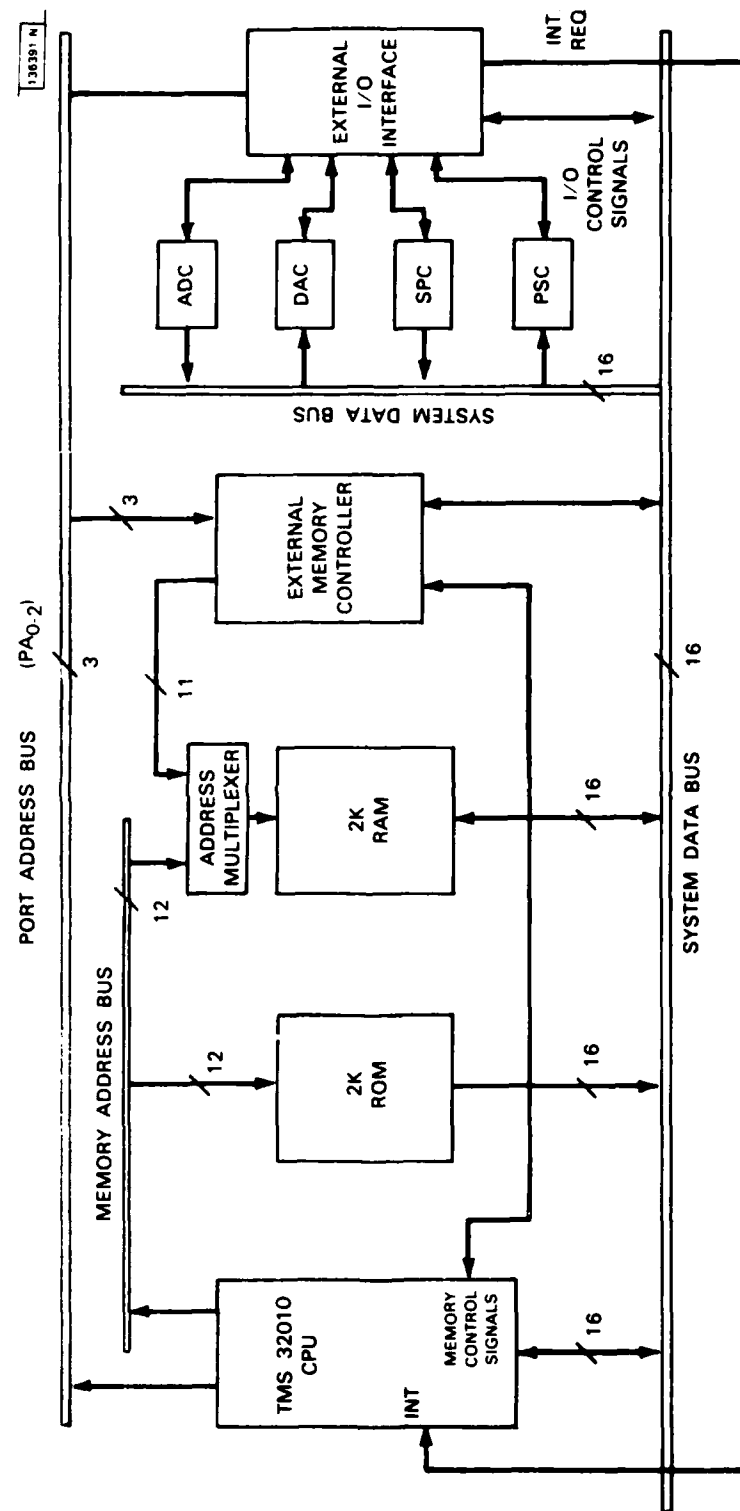 136391 N
PORT ADDRESS BUS (PA0-2)
3
MEMORY ADDRESS BUS
12
12
11
3
TMS 32010
CPU
MEMORY
CONTROL
SIGNALS
INT
2K
ROM
ADDRESS
MULTIPLEXER
2K
RAM
EXTERNAL
MEMORY
CONTROLLER
SYSTEM DATA BUS
16
ADC
DAC
SPC
PSC
EXTERNAL
I/O
INTERFACE
I/O
CONTROL
SIGNALS
INT
REQ
16
16
16
16
SYSTEM DATA BUS